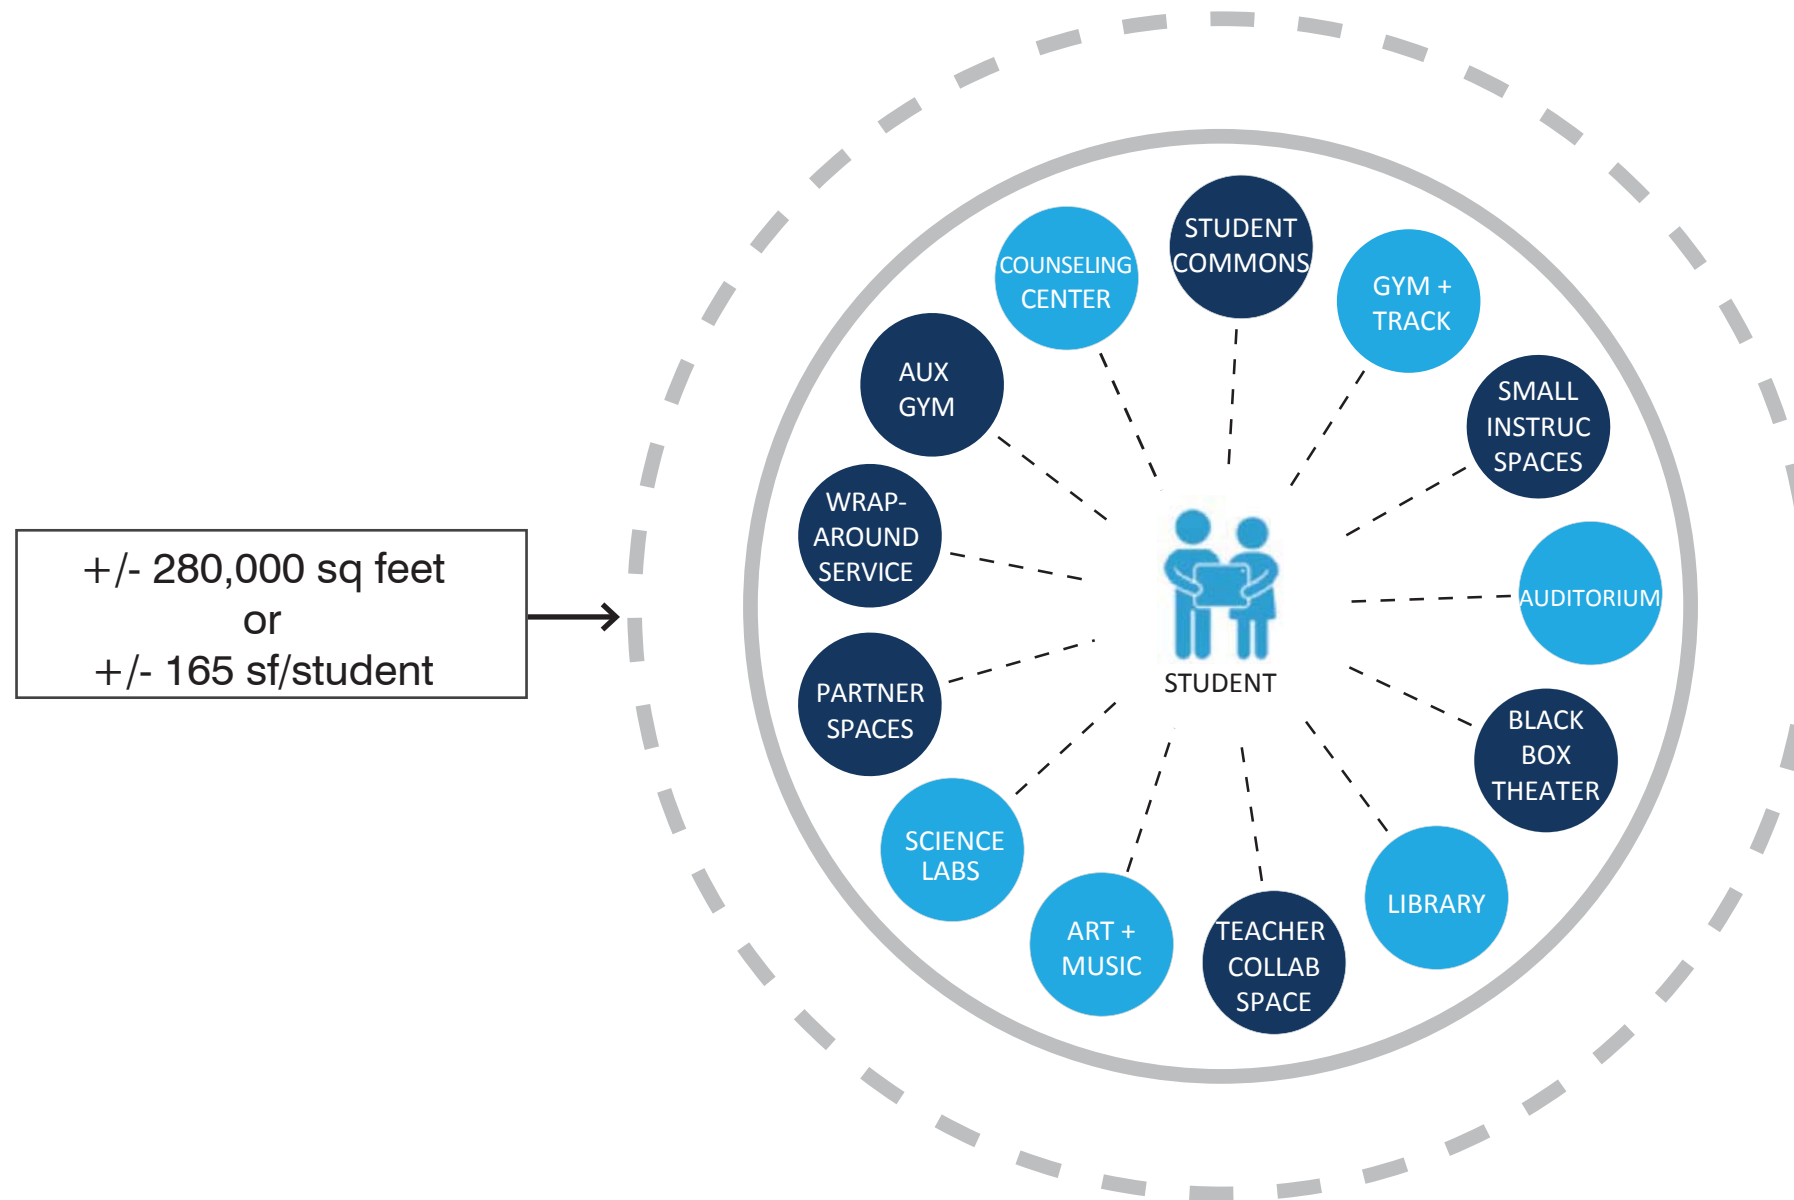 +/- 280,000 sq feet
or
+/- 165 sf/student
STUDENT
COMMONS
COUNSELING
CENTER
GYM +
TRACK
AUX
GYM
SMALL
INSTRUC
SPACES
WRAP-
AROUND
SERVICE
AUDITORIUM
STUDENT
PARTNER
SPACES
BLACK
BOX
THEATER
SCIENCE
LABS
LIBRARY
ART +
MUSIC
TEACHER
COLLAB
SPACE